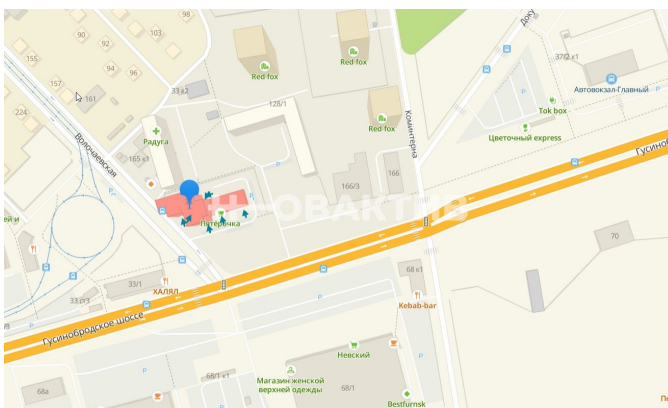 98
90
92
103
155
94
96
157
161
224
33 к2
Red fox
Red fox
128/1
Red fox
37/2 к1
Автовокзал-Главный
Tok box
Цветочный express
Доку
Коминтерна
Волочаевская
Радуга
165 к1
166/3
166
Гусиноб
Пятёрочка
ей и
ХАЛЯЛ
33/1
33 ст3
Гусинобродское шоссе
70
68 к1
Kebab-bar
Невский
68/1 к1
Магазин женской
верхней одежды
68/1
68а
Bestfurnsk
P